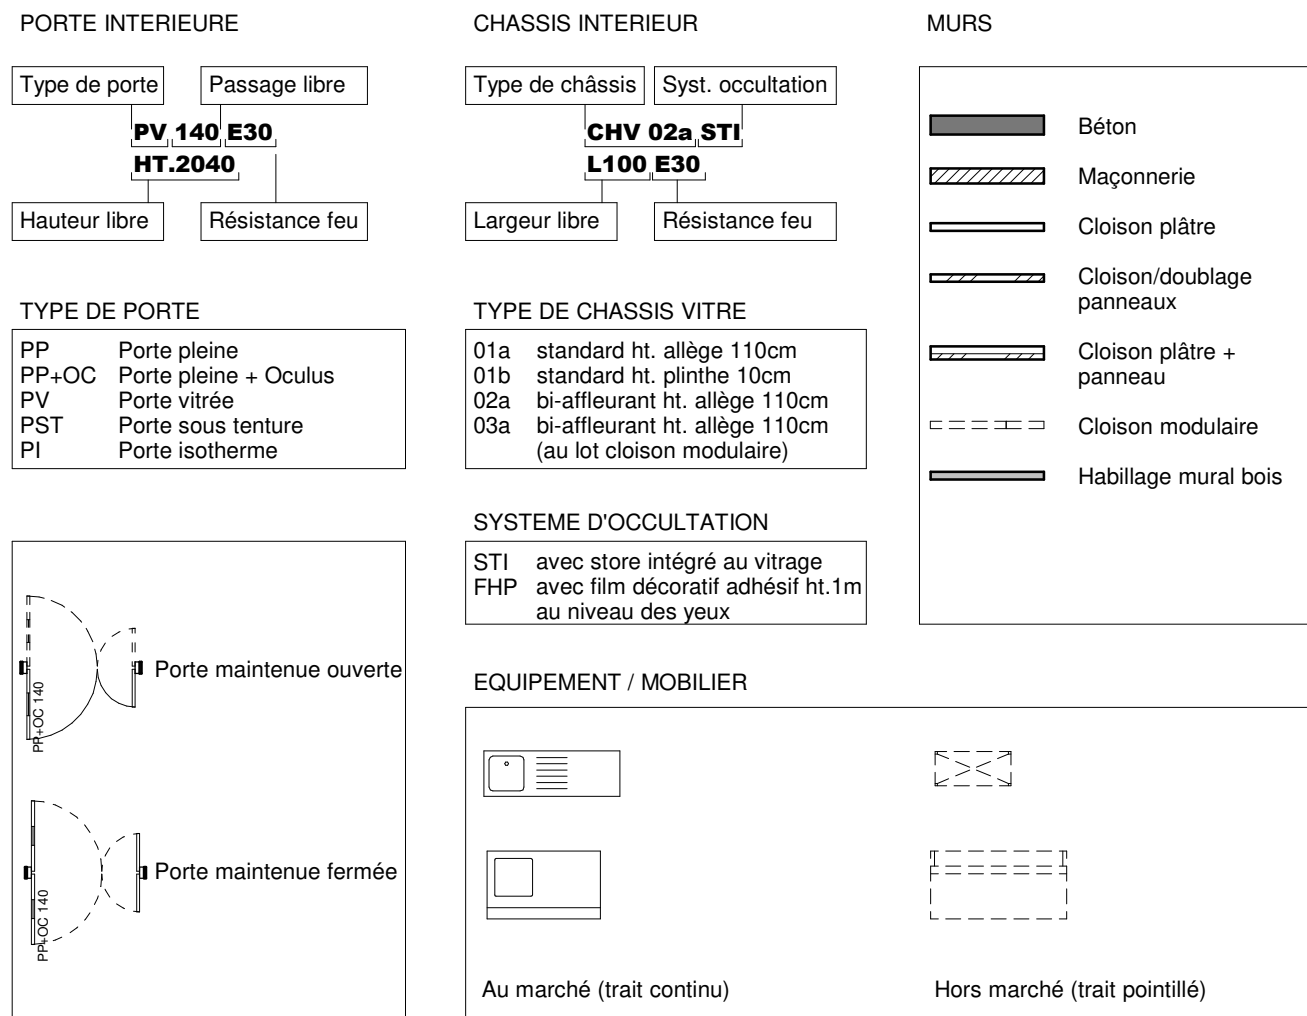 PORTE INTERIEURE
Type de porte
Passage libre
PV 140 E30
HT.2040
Hauteur libre
Résistance feu
TYPE DE PORTE
PP Porte pleine
PP+OC Porte pleine + Oculus
PV Porte vitrée
PST Porte sous tenture
PI Porte isotherme
PP+OC 140
Porte maintenue ouverte
PP+OC 140
Porte maintenue fermée
CHASSIS INTERIEUR
Type de châssis
Syst. occultation
CHV 02a STI
L100 E30
Largeur libre
Résistance feu
TYPE DE CHASSIS VITRE
01a standard ht. allège 110cm
01b standard ht. plinthe 10cm
02a bi-affleurant ht. allège 110cm
03a bi-affleurant ht. allège 110cm
(au lot cloison modulaire)
SYSTEME D'OCCULTATION
STI avec store intégré au vitrage
FHP avec film décoratif adhésif ht.1m
au niveau des yeux
MURS
Béton
Maçonnerie
Cloison plâtre
Cloison/doublage
panneaux
Cloison plâtre +
panneau
Cloison modulaire
Habillage mural bois
EQUIPEMENT / MOBILIER
Au marché (trait continu)
Hors marché (trait pointillé)